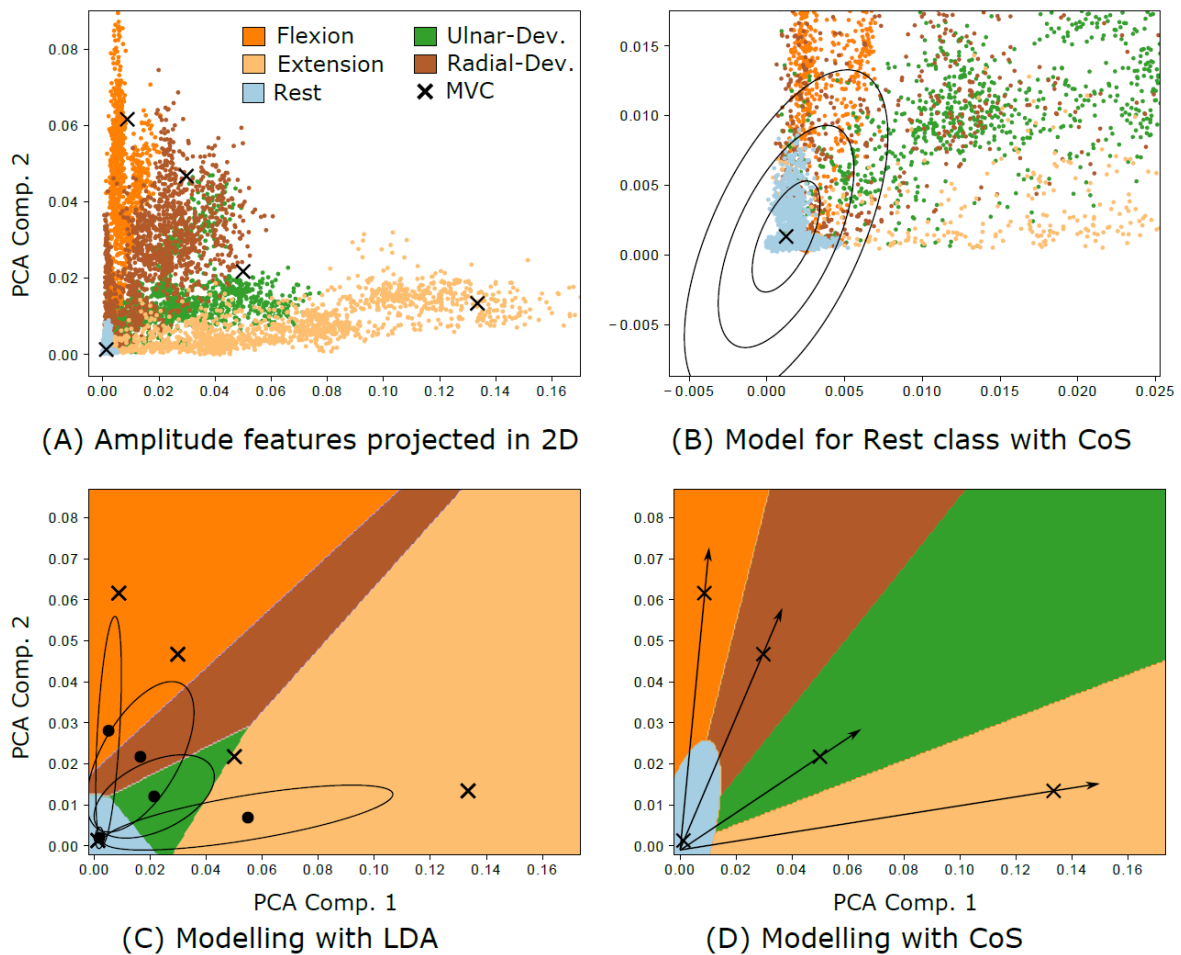 0.08
0.06
0.04
0.02
0.00
PCA Comp. 2
Flexion
Extension
Rest
Ulnar-Dev.
Radial-Dev.
MVC
0.00 0.02 0.04 0.06 0.08 0.10 0.12 0.14 0.16
(A) Amplitude features projected in 2D
0.015
0.010
0.005
0.000
−0.005
−0.005 0.000 0.005 0.010 0.015 0.020 0.025
(B) Model for Rest class with CoS
0.08
0.07
0.06
0.05
0.04
0.03
0.02
0.01
0.00
PCA Comp. 2
0.00 0.02 0.04 0.06 0.08 0.10 0.12 0.14 0.16
PCA Comp. 1
(C) Modelling with LDA
0.08
0.07
0.06
0.05
0.04
0.03
0.02
0.01
0.00
0.00 0.02 0.04 0.06 0.08 0.10 0.12 0.14 0.16
PCA Comp. 1
(D) Modelling with CoS